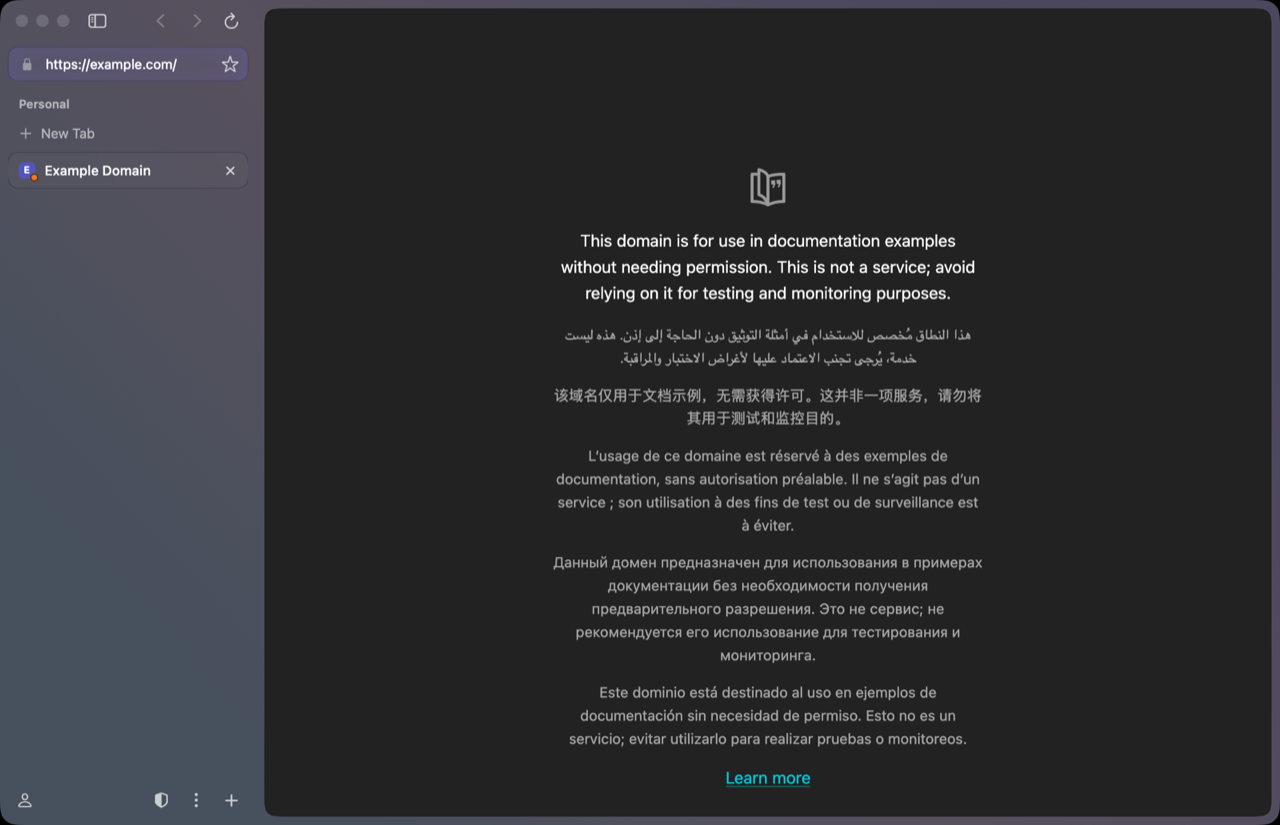 https://example.com/
Personal
New Tab
E
Example Domain
”
This domain is for use in documentation examples
without needing permission. This is not a service; avoid
relying on it for testing and monitoring purposes.
هذا النطاق مُخصص للاستخدام في أمثلة التوثيق دون الحاجة إلى إذن. هذه ليست
خدمة، يُرجى تجنب الاعتماد عليها لأغراض الاختبار والمراقبة.
该域名仅用于文档示例，无需获得许可。这并非一项服务，请勿将
其用于测试和监控目的。
L’usage de ce domaine est réservé à des exemples de
documentation, sans autorisation préalable. Il ne s’agit pas d’un
service ; son utilisation à des fins de test ou de surveillance est
à éviter.
Данный домен предназначен для использования в примерах
документации без необходимости получения
предварительного разрешения. Это не сервис; не
рекомендуется его использование для тестирования и
мониторинга.
Este dominio está destinado al uso en ejemplos de
documentación sin necesidad de permiso. Esto no es un
servicio; evitar utilizarlo para realizar pruebas o monitoreos.
Learn more